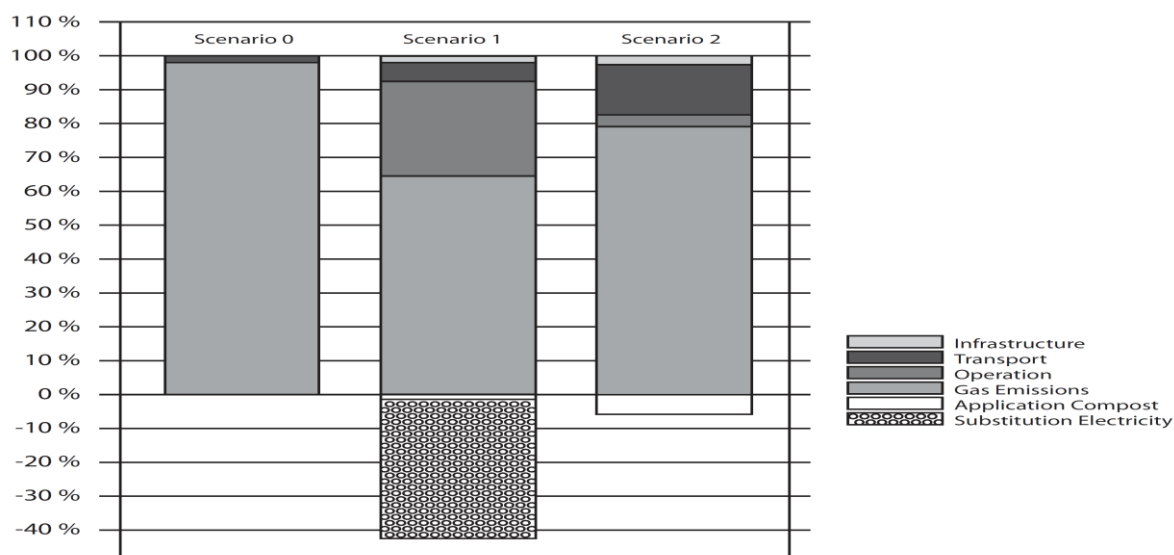 110 %
Scenario 0 Scenario 1 Scenario 2
100 %
90 %
80 %
70 %
60 %
50 %
40 %
30 %
20 %
10 %
0 %
-10 %
-20 %
-30 %
-40 %
Infrastructure
Transport
Operation
Gas Emissions
Application Compost
Substitution Electricity